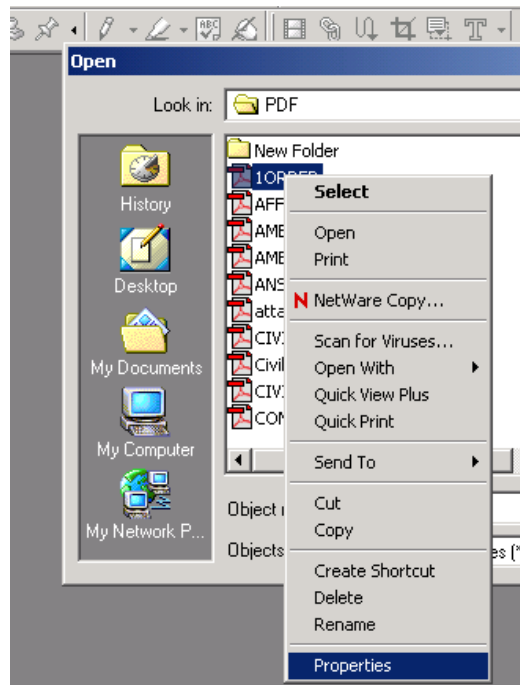 ABC
T
Open
Look in:
PDF
History
Desktop
My Documents
My Computer
My Network P...
New Folder
1ORDER
AFF
AME
AME
ANS
atta
CIV
Civil
CIV
CON
Select
Open
Print
N NetWare Copy...
Scan for Viruses...
Open With
Quick View Plus
Quick Print
Send To
Cut
Copy
Create Shortcut
Delete
Rename
Properties
Object
Objects
es (*